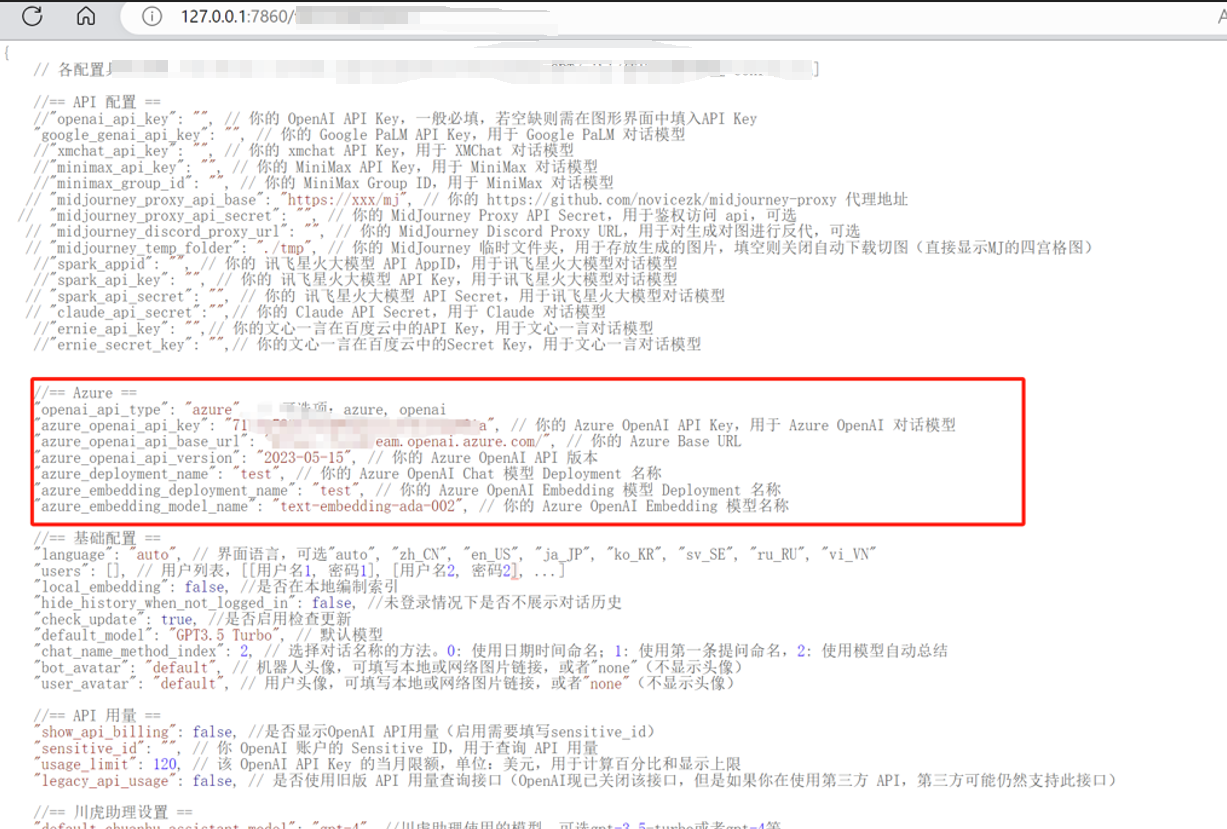 127.0.0.1:7860/
{
// 各配置
]
//== API 配置 ==
//"openai_api_key": "", // 你的 OpenAI API Key，一般必填，若空缺则需在图形界面中填入API Key
"google_genai_api_key": "", // 你的 Google PaLM API Key，用于 Google PaLM 对话模型
//"xmchat_api_key": "", // 你的 xmchat API Key，用于 XMChat 对话模型
//"minimax_api_key": "", // 你的 MiniMax API Key，用于 MiniMax 对话模型
//"minimax_group_id": "", // 你的 MiniMax Group ID，用于 MiniMax 对话模型
// "midjourney_proxy_api_base": "https://xxx/mj", // 你的 https://github.com/novicezk/midjourney-proxy 代理地址
// "midjourney_proxy_api_secret": "", // 你的 MidJourney Proxy API Secret，用于鉴权访问 api，可选
// "midjourney_discord_proxy_url": "", // 你的 MidJourney Discord Proxy URL，用于对生成对图进行反代，可选
// "midjourney_temp_folder": "./tmp", // 你的 MidJourney 临时文件夹，用于存放生成的图片，填空则关闭自动下载切图（直接显示MJ的四宫格图）
//"spark_appid": "", // 你的 讯飞星火大模型 API AppID，用于讯飞星火大模型对话模型
//"spark_api_key": "", // 你的 讯飞星火大模型 API Key，用于讯飞星火大模型对话模型
// "spark_api_secret": "", // 你的 讯飞星火大模型 API Secret，用于讯飞星火大模型对话模型
// "claude_api_secret":"",// 你的 Claude API Secret，用于 Claude 对话模型
//"ernie_api_key": "",// 你的文心一言在百度云中的API Key，用于文心一言对话模型
//"ernie_secret_key": "",// 你的文心一言在百度云中的Secret Key，用于文心一言对话模型
//== Azure ==
"openai_api_type": "azure" 可选项: azure, openai
"azure_openai_api_key": "71 a", // 你的 Azure OpenAI API Key，用于 Azure OpenAI 对话模型
"azure_openai_api_base_url": " eam.openai.azure.com/", // 你的 Azure Base URL
"azure_openai_api_version": "2023-05-15", // 你的 Azure OpenAI API 版本
"azure_deployment_name": "test", // 你的 Azure OpenAI Chat 模型 Deployment 名称
"azure_embedding_deployment_name": "test", // 你的 Azure OpenAI Embedding 模型 Deployment 名称
"azure_embedding_model_name": "text-embedding-ada-002", // 你的 Azure OpenAI Embedding 模型名称
//== 基础配置 ==
"language": "auto", // 界面语言，可选"auto", "zh_CN", "en_US", "ja_JP", "ko_KR", "sv_SE", "ru_RU", "vi_VN"
"users": [], // 用户列表，[[用户名1, 密码1], [用户名2, 密码2], ...]
"local_embedding": false, //是否在本地编制索引
"hide_history_when_not_logged_in": false, //未登录情况下是否不展示对话历史
"check_update": true, //是否启用检查更新
"default_model": "GPT3.5 Turbo", // 默认模型
"chat_name_method_index": 2, // 选择对话名称的方法。0: 使用日期时间命名；1: 使用第一条提问命名，2: 使用模型自动总结
"bot_avatar": "default", // 机器人头像，可填写本地或网络图片链接，或者"none"（不显示头像）
"user_avatar": "default", // 用户头像，可填写本地或网络图片链接，或者"none"（不显示头像）
//== API 用量 ==
"show_api_billing": false, //是否显示OpenAI API用量（启用需要填写sensitive_id）
"sensitive_id": "", // 你 OpenAI 账户的 Sensitive ID，用于查询 API 用量
"usage_limit": 120, // 该 OpenAI API Key 的当月限额，单位：美元，用于计算百分比和显示上限
"legacy_api_usage": false, // 是否使用旧版 API 用量查询接口（OpenAI现已关闭该接口，但是如果你在使用第三方 API，第三方可能仍然支持此接口）
//== 川虎助理设置 ==
"default_chuanhu_assistant_model": "gpt-4", //川虎助理使用的模型，可选gpt-3.5-turbo或者gpt-4等